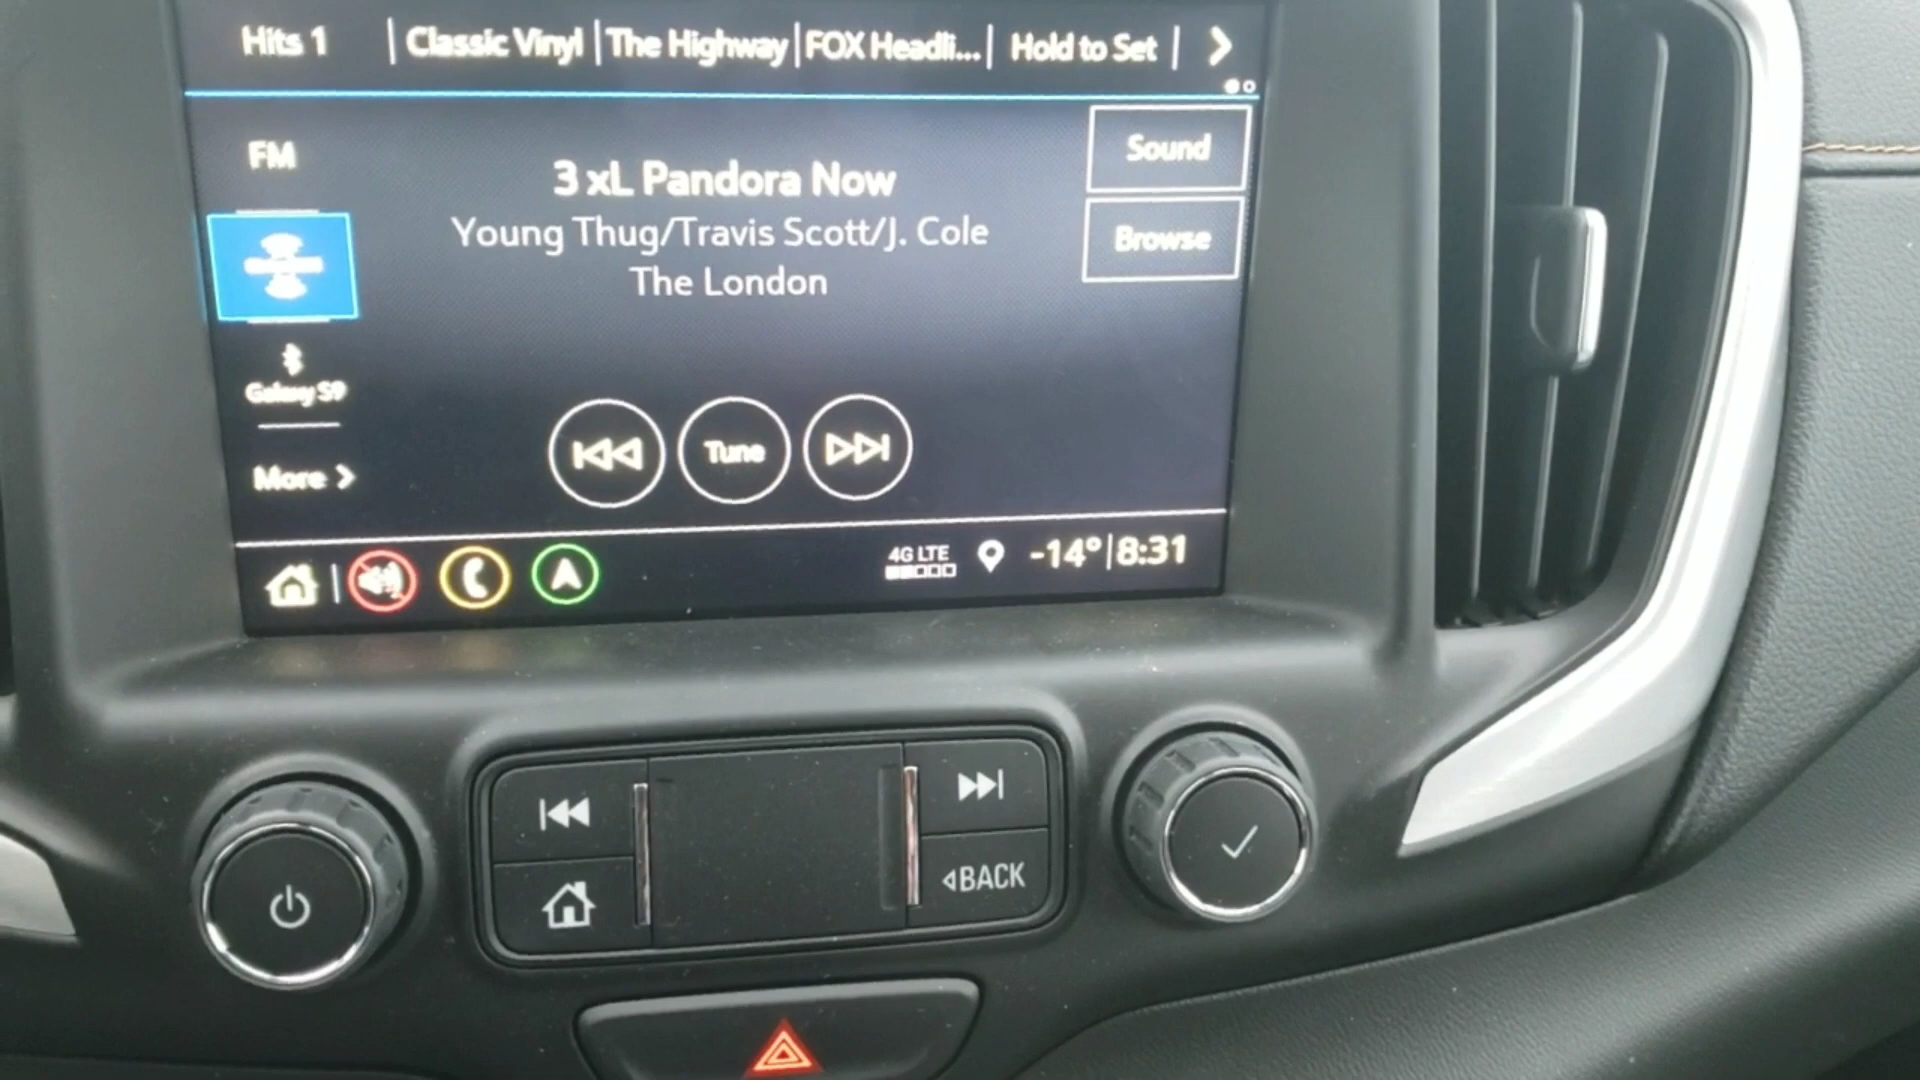 Hits 1 | Classic Vinyl | The Highway | FOX Headli... | Hold to Set |
FM
3 xL Pandora Now
Sound
Young Thug/Travis Scott/J. Cole
Browse
The London
Galaxy S9
Tune
More
4G LTE
-14° | 8:31
BACK